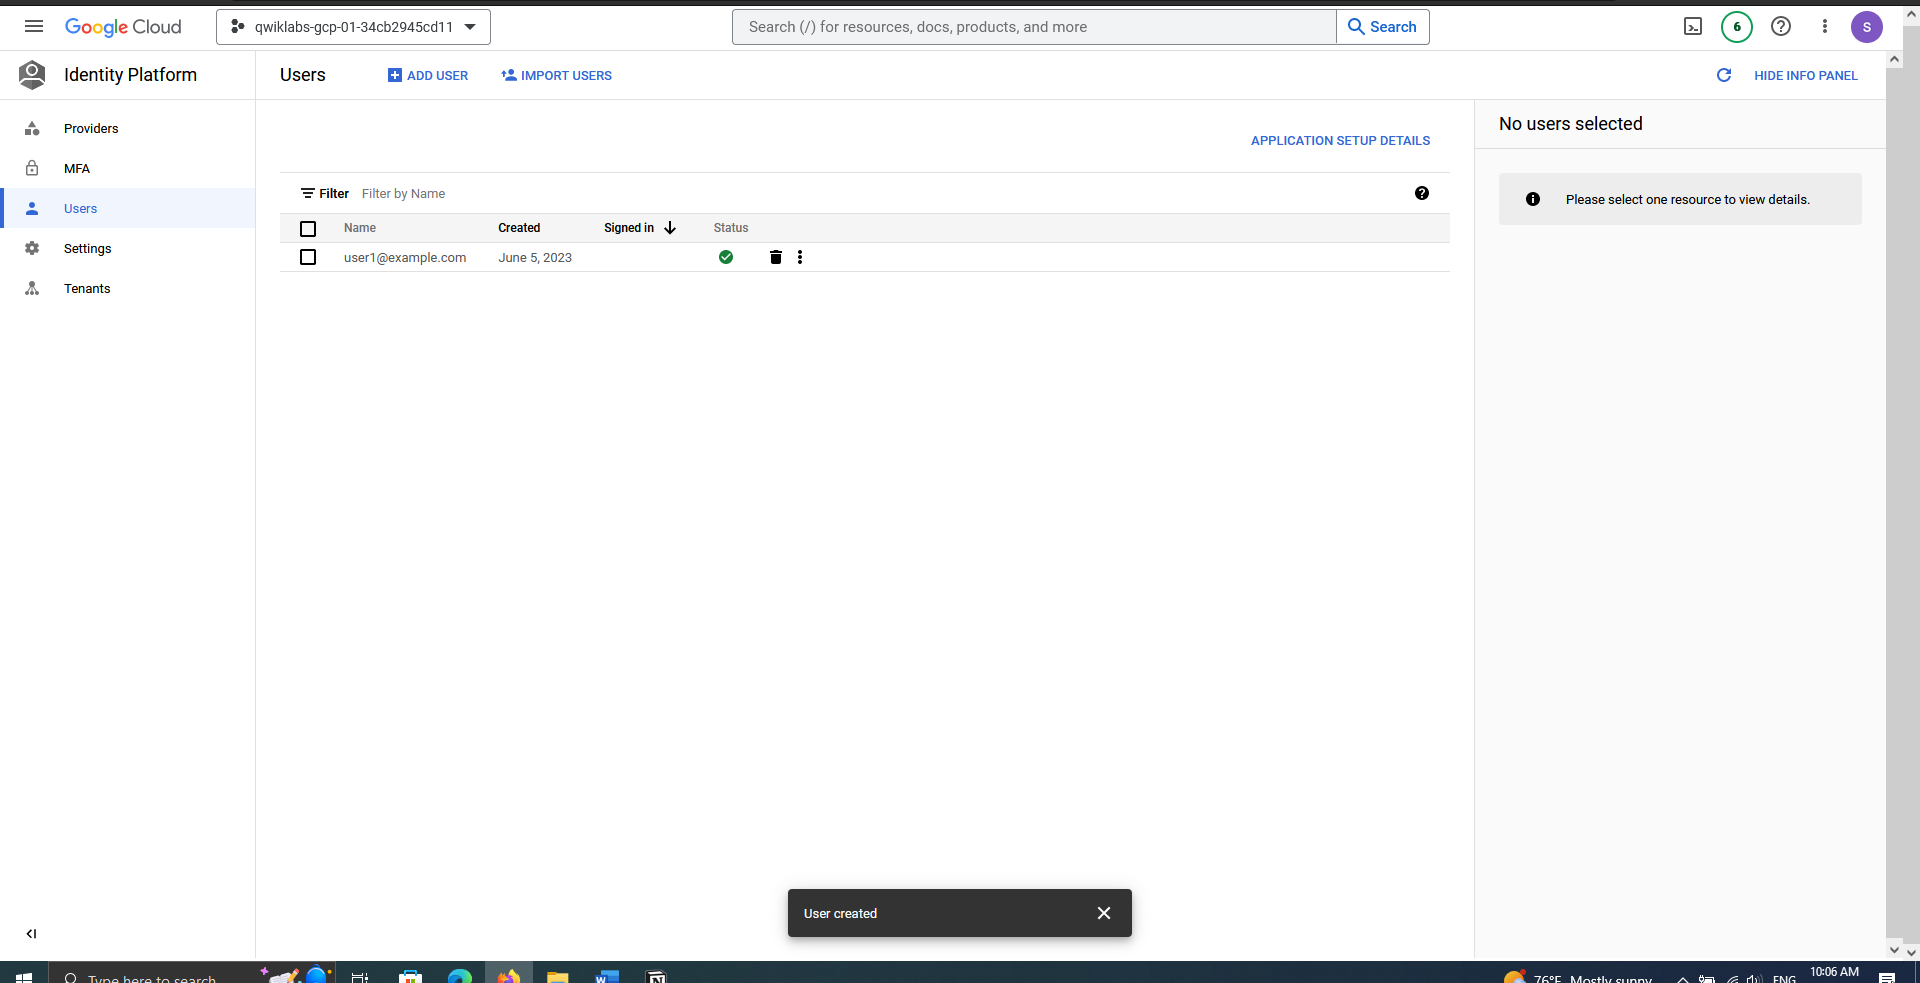 Google Cloud
qwiklabs-gcp-01-34cb2945cd11
Search (/) for resources, docs, products, and more
Search
6
S
Identity Platform
Users
ADD USER
IMPORT USERS
HIDE INFO PANEL
Providers
MFA
Users
Settings
Tenants
APPLICATION SETUP DETAILS
Filter Filter by Name
Name Created Signed in Status
user1@example.com June 5, 2023
No users selected
Please select one resource to view details.
User created
Type here to search
76°F Mostly sunny
ENG
10:06 AM